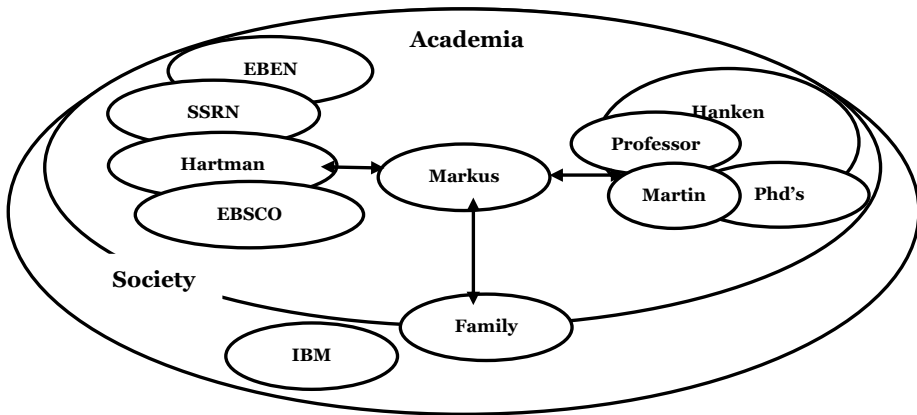 Academia
EBEN
SSRN
Hanken
Professor
Hartman
Markus
Martin
Phd's
EBSCO
Society
Family
IBM